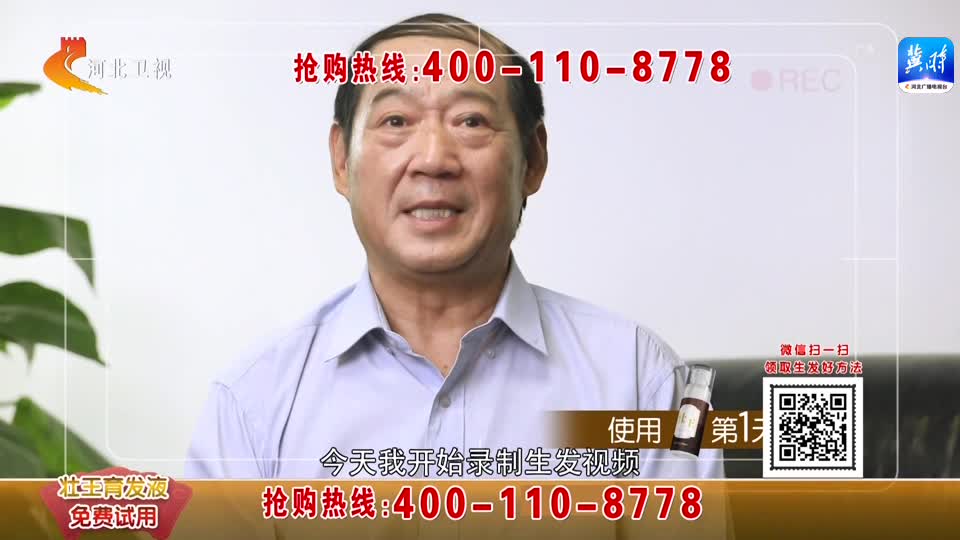 河北卫视
抢购热线:400-110-8778
冀时
河北广播电视台
广告
REC
微信扫一扫
领取生发好方法
使用 第1天
今天我开始录制生发视频
壮王育发液
免费试用
抢购热线:400-110-8778